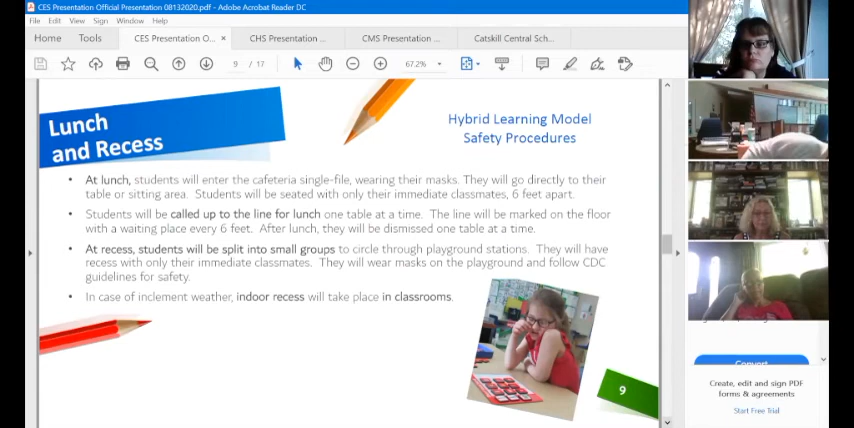 CES Presentation Official Presentation 08132020.pdf - Adobe Acrobat Reader DC
File Edit View Sign Window Help
Home Tools CES Presentation O... × CHS Presentation ... CMS Presentation ... Catskill Central Sch...
9 / 17 67.2%
Lunch
and Recess
Hybrid Learning Model
Safety Procedures
• At lunch, students will enter the cafeteria single-file, wearing their masks. They will go directly to their
table or sitting area. Students will be seated with only their immediate classmates, 6 feet apart.
• Students will be called up to the line for lunch one table at a time. The line will be marked on the floor
with a waiting place every 6 feet. After lunch, they will be dismissed one table at a time.
• At recess, students will be split into small groups to circle through playground stations. They will have
recess with only their immediate classmates. They will wear masks on the playground and follow CDC
guidelines for safety.
• In case of inclement weather, indoor recess will take place in classrooms.
9
Convert
Create, edit and sign PDF
forms & agreements
Start Free Trial